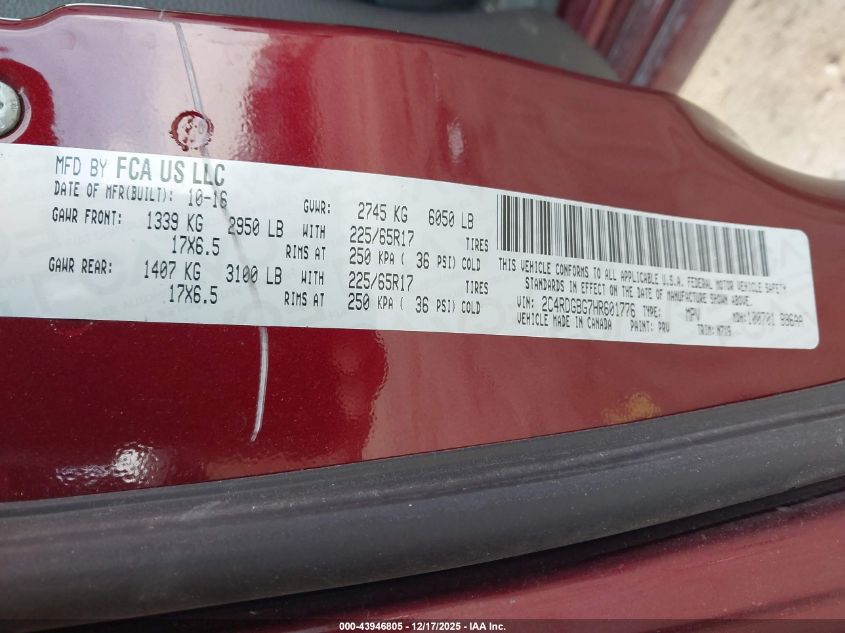 MFD BY FCA US LLC
DATE OF MFR(BUILT): 10-16 GVWR: 2745 KG 6050 LB
GAWR FRONT: 1339 KG 2950 LB WITH 225/65R17 TIRES
17X6.5 RIMS AT 250 KPA ( 36 PSI) COLD
GAWR REAR: 1407 KG 3100 LB WITH 225/65R17 TIRES
17X6.5 RIMS AT 250 KPA ( 36 PSI) COLD
THIS VEHICLE CONFORMS TO ALL APPLICABLE U.S.A. FEDERAL MOTOR VEHICLE SAFETY
STANDARDS IN EFFECT ON THE DATE OF MANUFACTURE SHOWN ABOVE.
VIN: 2C4RDGBG7HR601776 TYPE: MPV MDH: 100701 996AA
VEHICLE MADE IN CANADA PAINT: PRV TRIM:
000-43946805 - 12/17/2025 - IAA Inc.